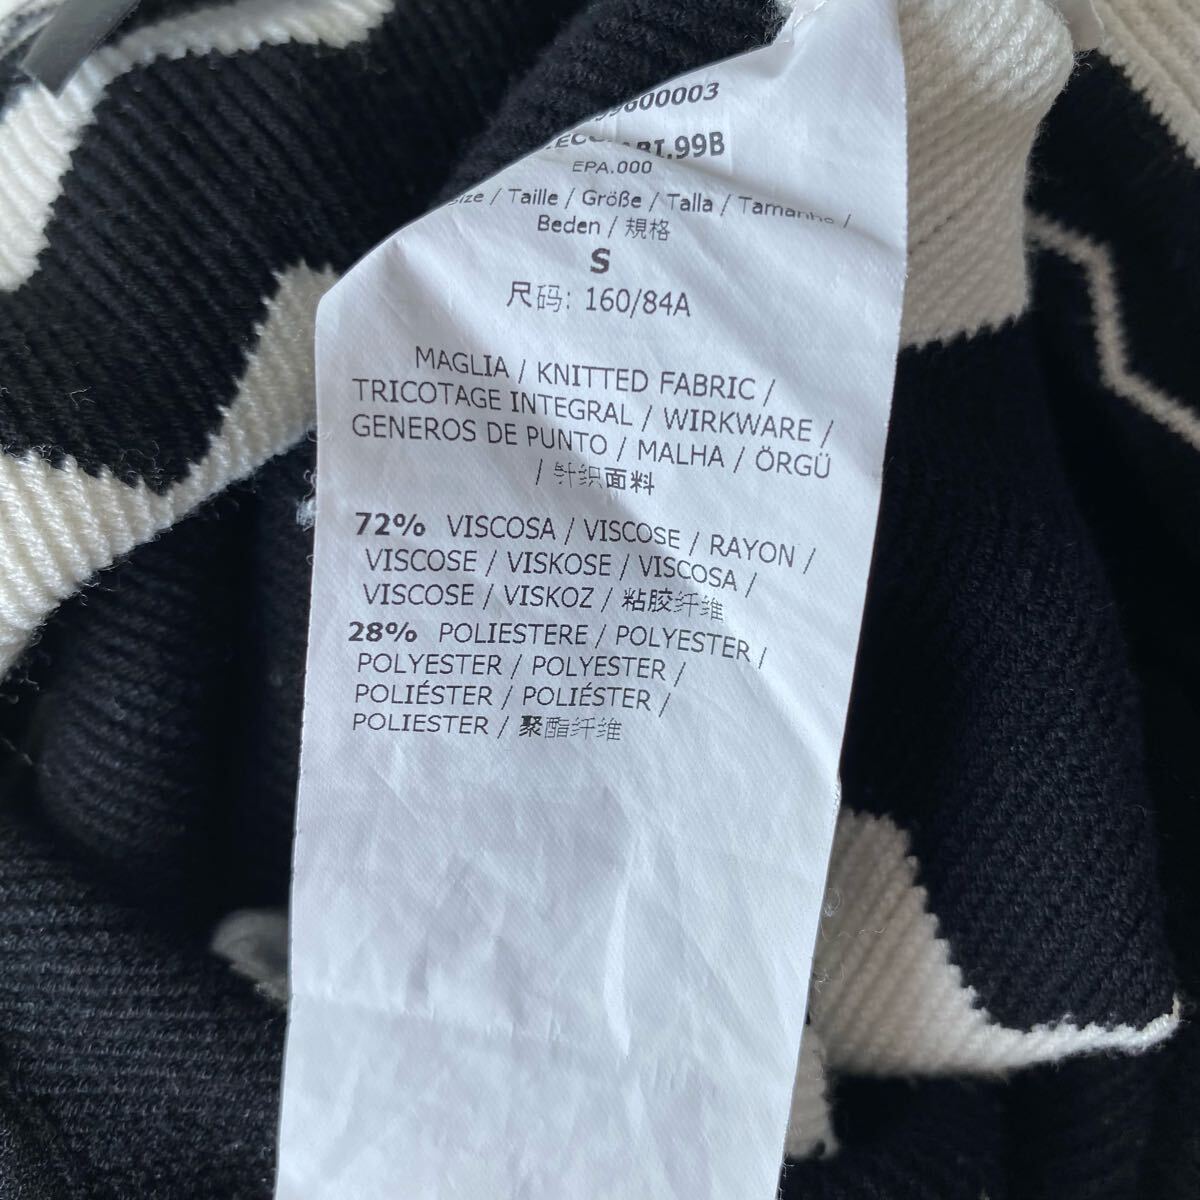 EPA.000
/ Taille / Größe / Talla / Tamanho /
Beden / 規格
S
尺码: 160/84A
MAGLIA / KNITTED FABRIC /
TRICOTAGE INTEGRAL / WIRKWARE /
GENEROS DE PUNTO / MALHA / ÖRGÜ
/ 针织面料
72% VISCOSA / VISCOSE / RAYON /
VISCOSE / VISKOSE / VISCOSA /
VISCOSE / VISKOZ / 粘胶纤维
28% POLIESTERE / POLYESTER /
POLYESTER / POLYESTER /
POLIÉSTER / POLIÉSTER /
POLIESTER / 聚酯纤维